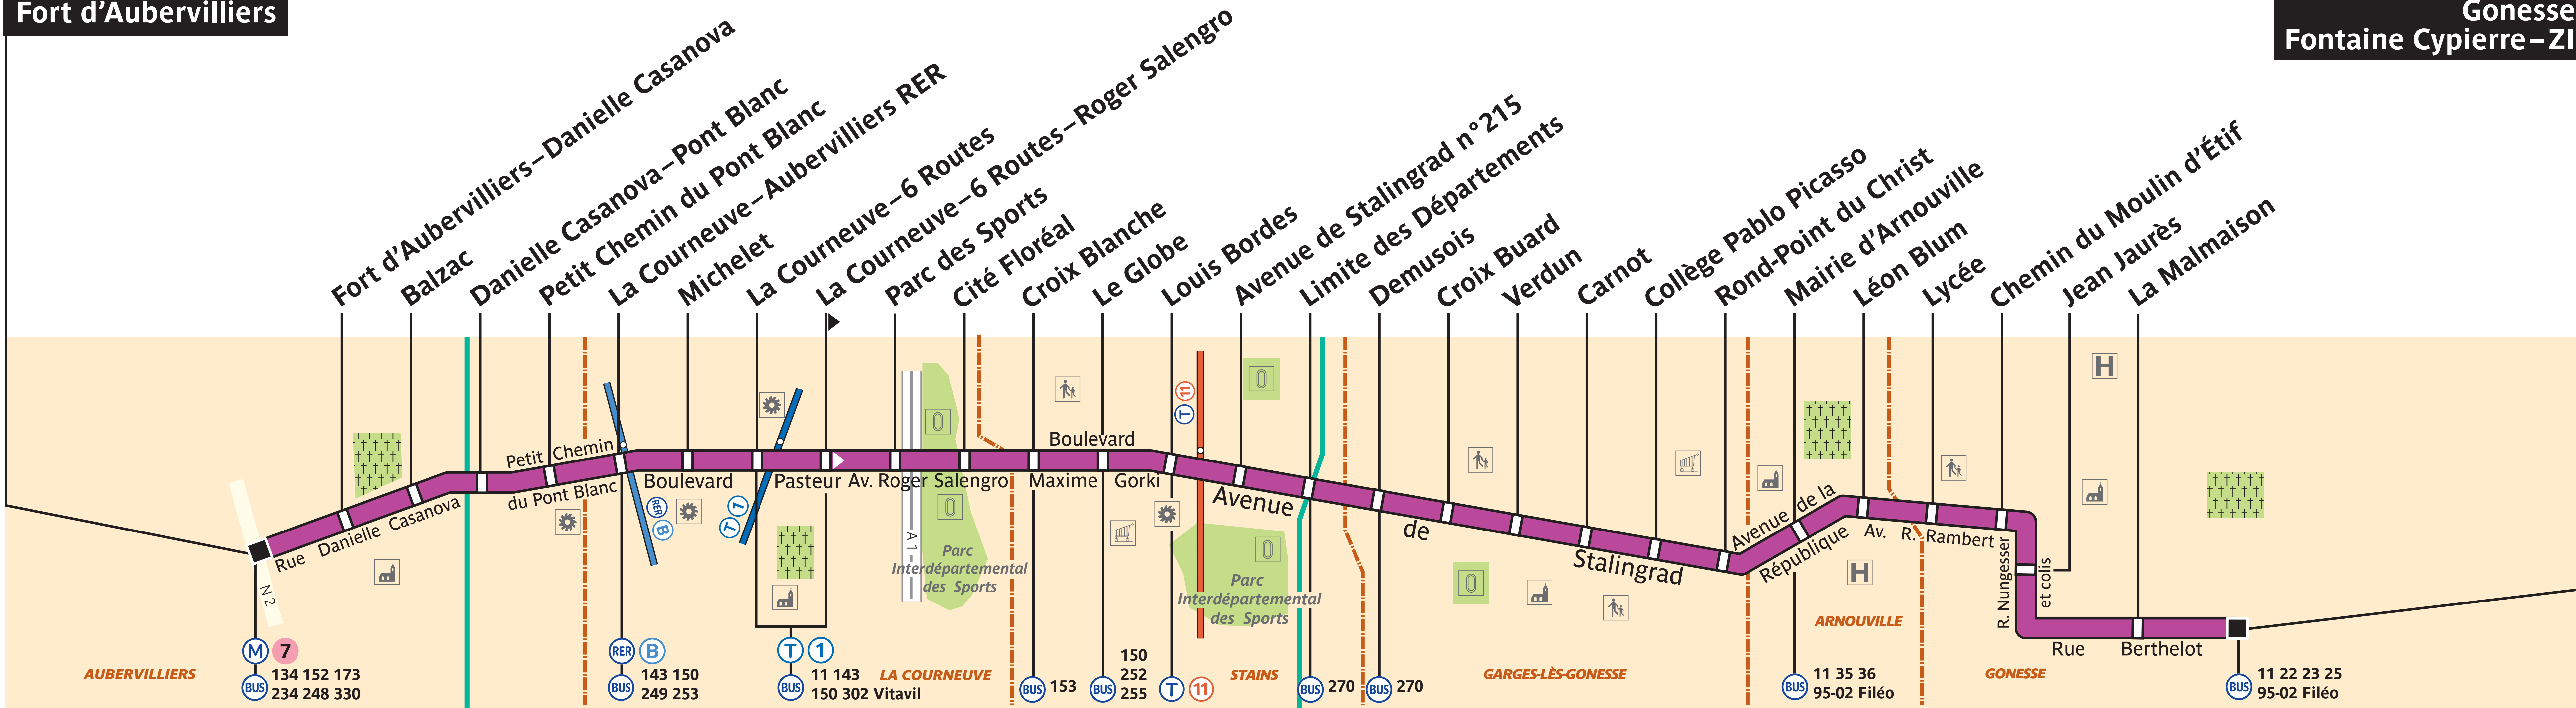 Fort d'Aubervilliers
Gonesse
Fontaine Cypierre–ZI
Fort d'Aubervilliers–Danielle Casanova
Balzac
Danielle Casanova–Pont Blanc
Petit Chemin du Pont Blanc
La Courneuve–Aubervilliers RER
Michelet
La Courneuve–6 Routes
La Courneuve–6 Routes–Roger Salengro
Parc des Sports
Cité Floréal
Croix Blanche
Le Globe
Louis Bordes
Avenue de Stalingrad n°215
Limite des Départements
Demusois
Croix Buard
Verdun
Carnot
Collège Pablo Picasso
Rond-Point du Christ
Mairie d'Arnouville
Léon Blum
Lycée
Chemin du Moulin d'Étif
Jean Jaurès
La Malmaison
N 2
Rue Danielle Casanova
Petit Chemin
du Pont Blanc
RER B
T 1
Boulevard Pasteur
Av. Roger Salengro
A 1
Parc
Interdépartemental
des Sports
Boulevard
Maxime Gorki
T 11
Parc
Interdépartemental
des Sports
Avenue de Stalingrad
Avenue de la
République
Av. R. Rambert
R. Nungesser
et colis
Rue Berthelot
H
H
AUBERVILLIERS
M 7
BUS
134 152 173
234 248 330
RER B
BUS
143 150
249 253
T 1
BUS
11 143
150 302 Vitavil
LA COURNEUVE
BUS 153
BUS
150
252
255
T 11
STAINS
BUS 270
BUS 270
GARGES-LÈS-GONESSE
ARNOUVILLE
BUS
11 35 36
95-02 Filéo
GONESSE
BUS
11 22 23 25
95-02 Filéo